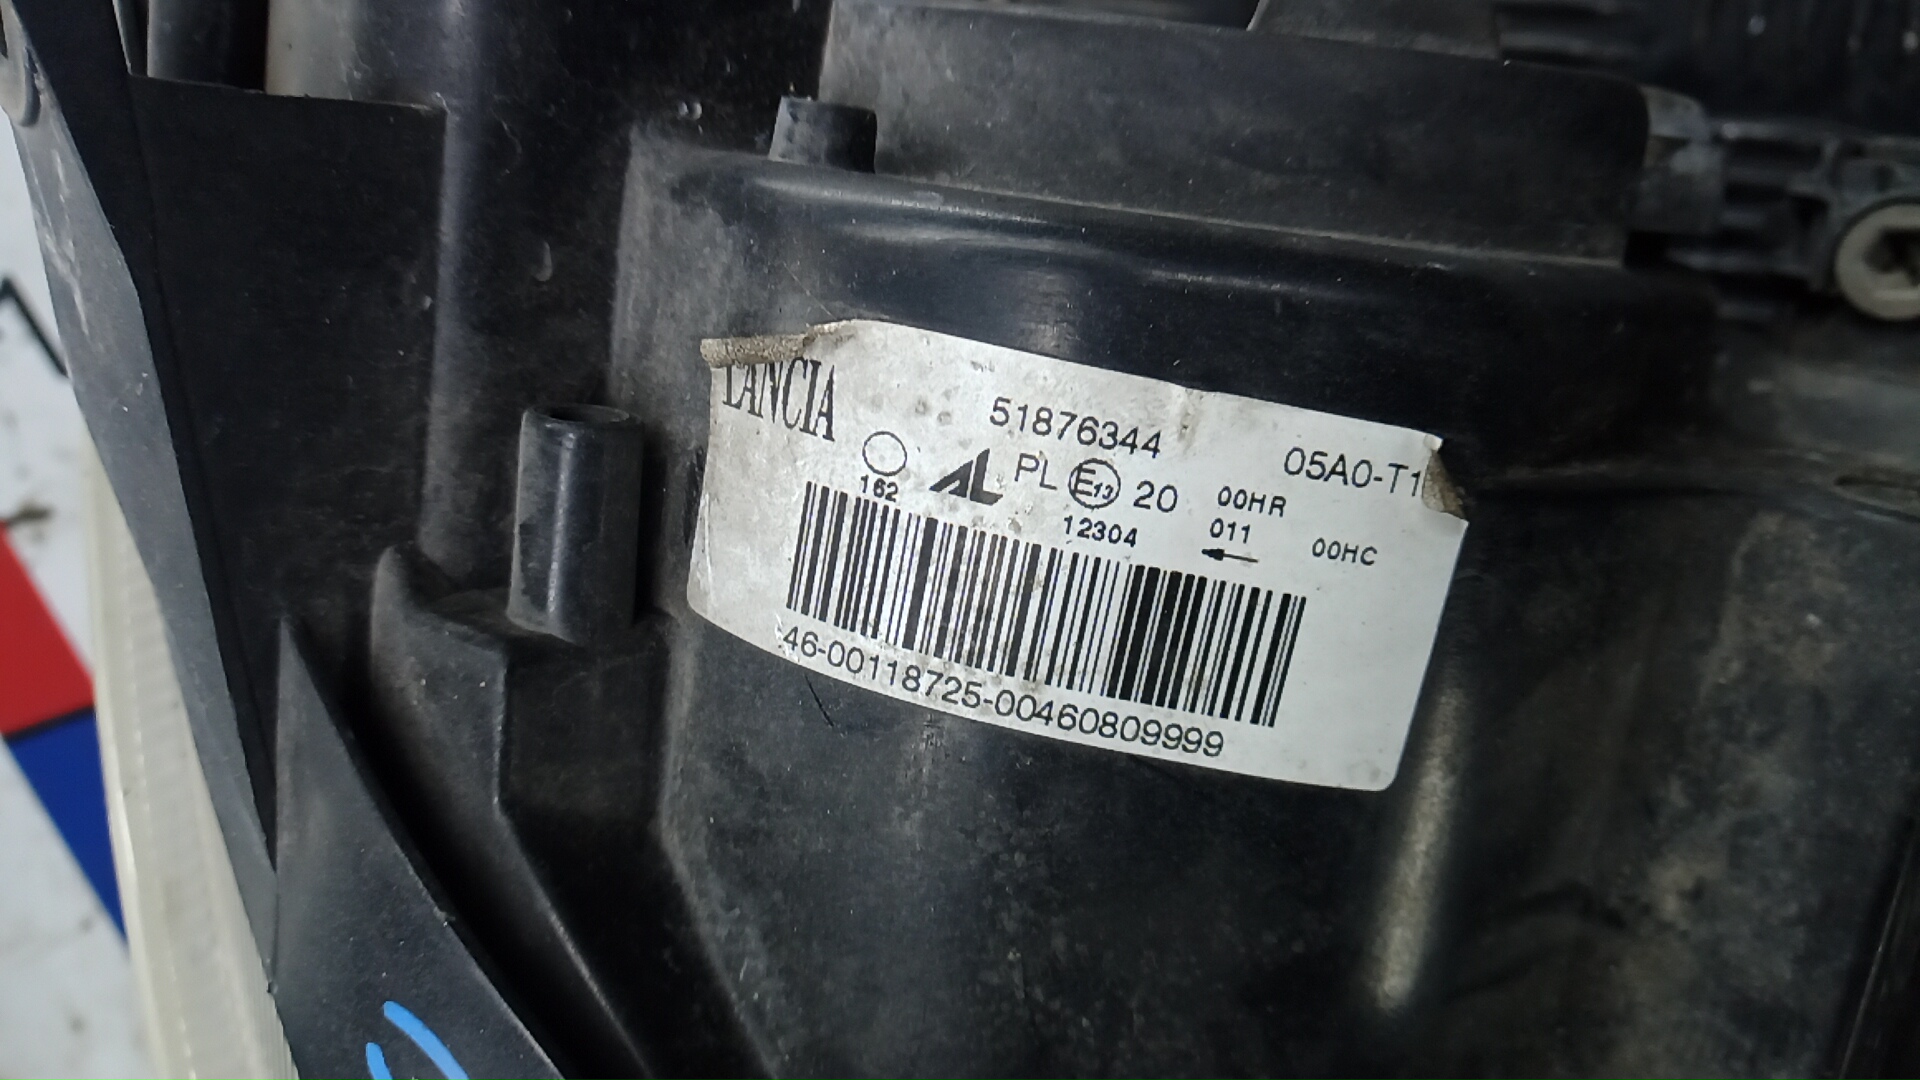 LANCIA
51876344
05A0-T1
162
AL PL E13 20
00HR
12304
011
00HC
46-00118725-00460809999